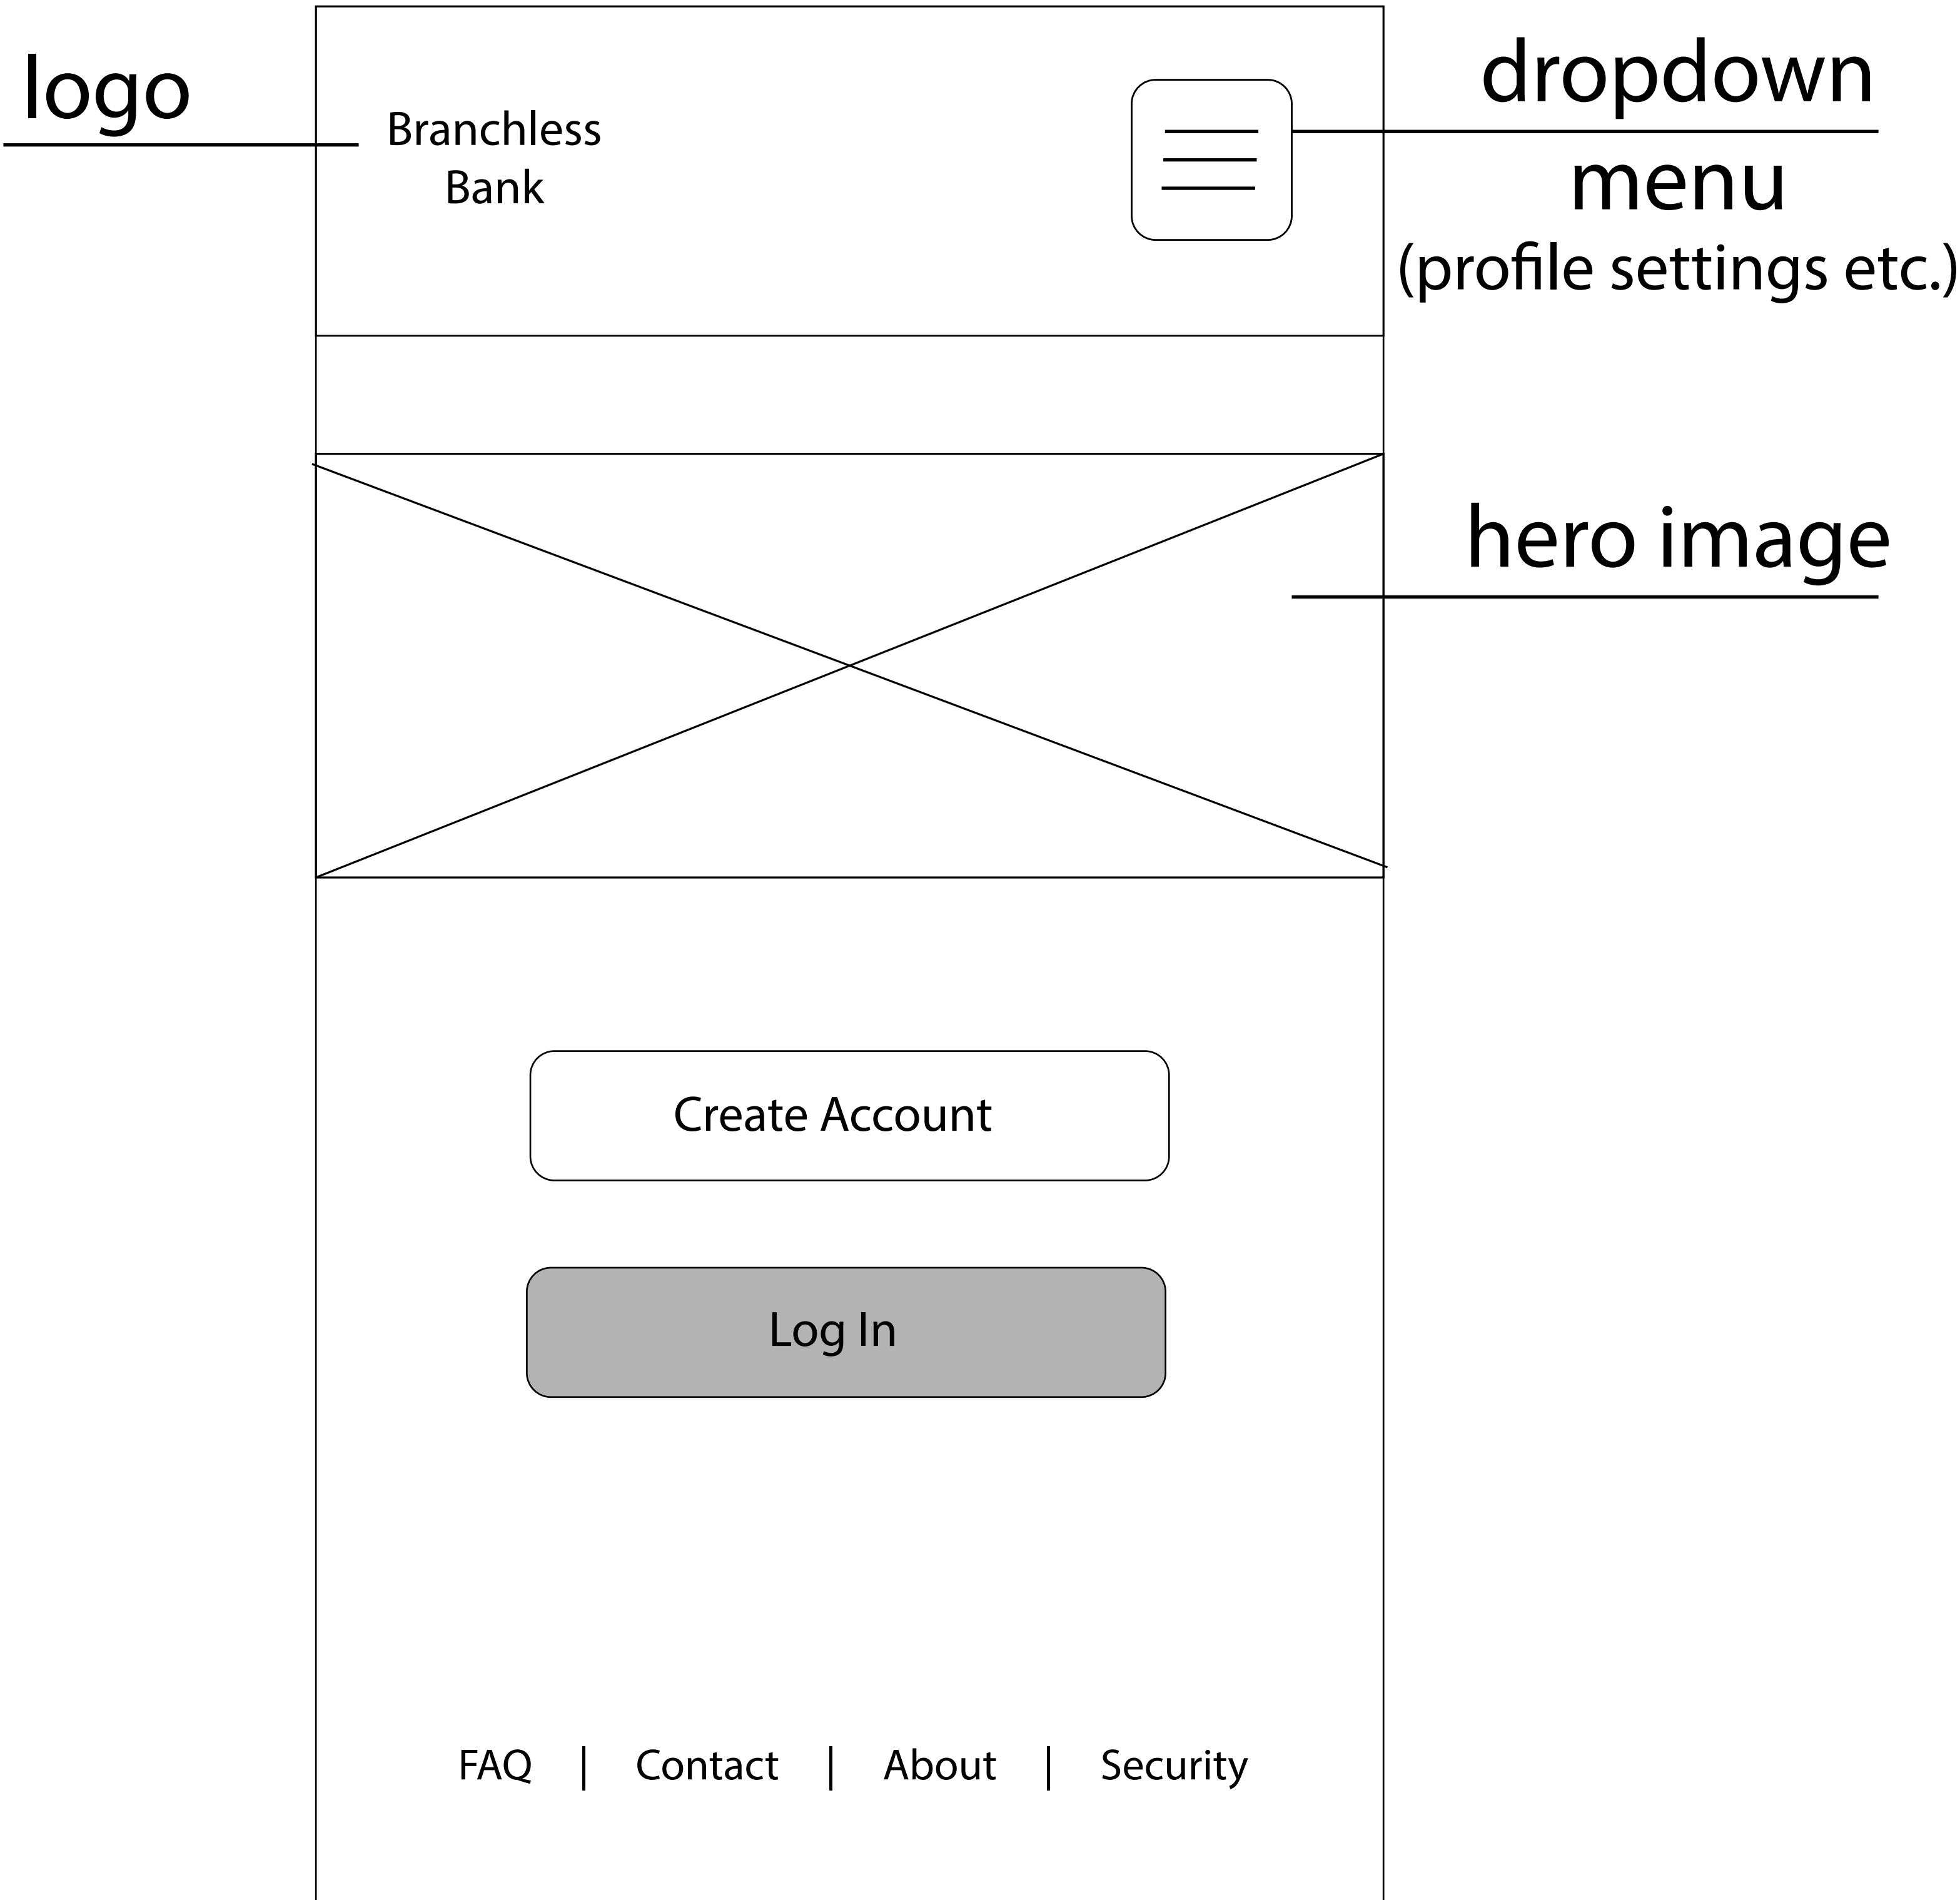 logo
Branchless
Bank
dropdown
menu
(profile settings etc.)
hero image
Create Account
Log In
FAQ | Contact | About | Security